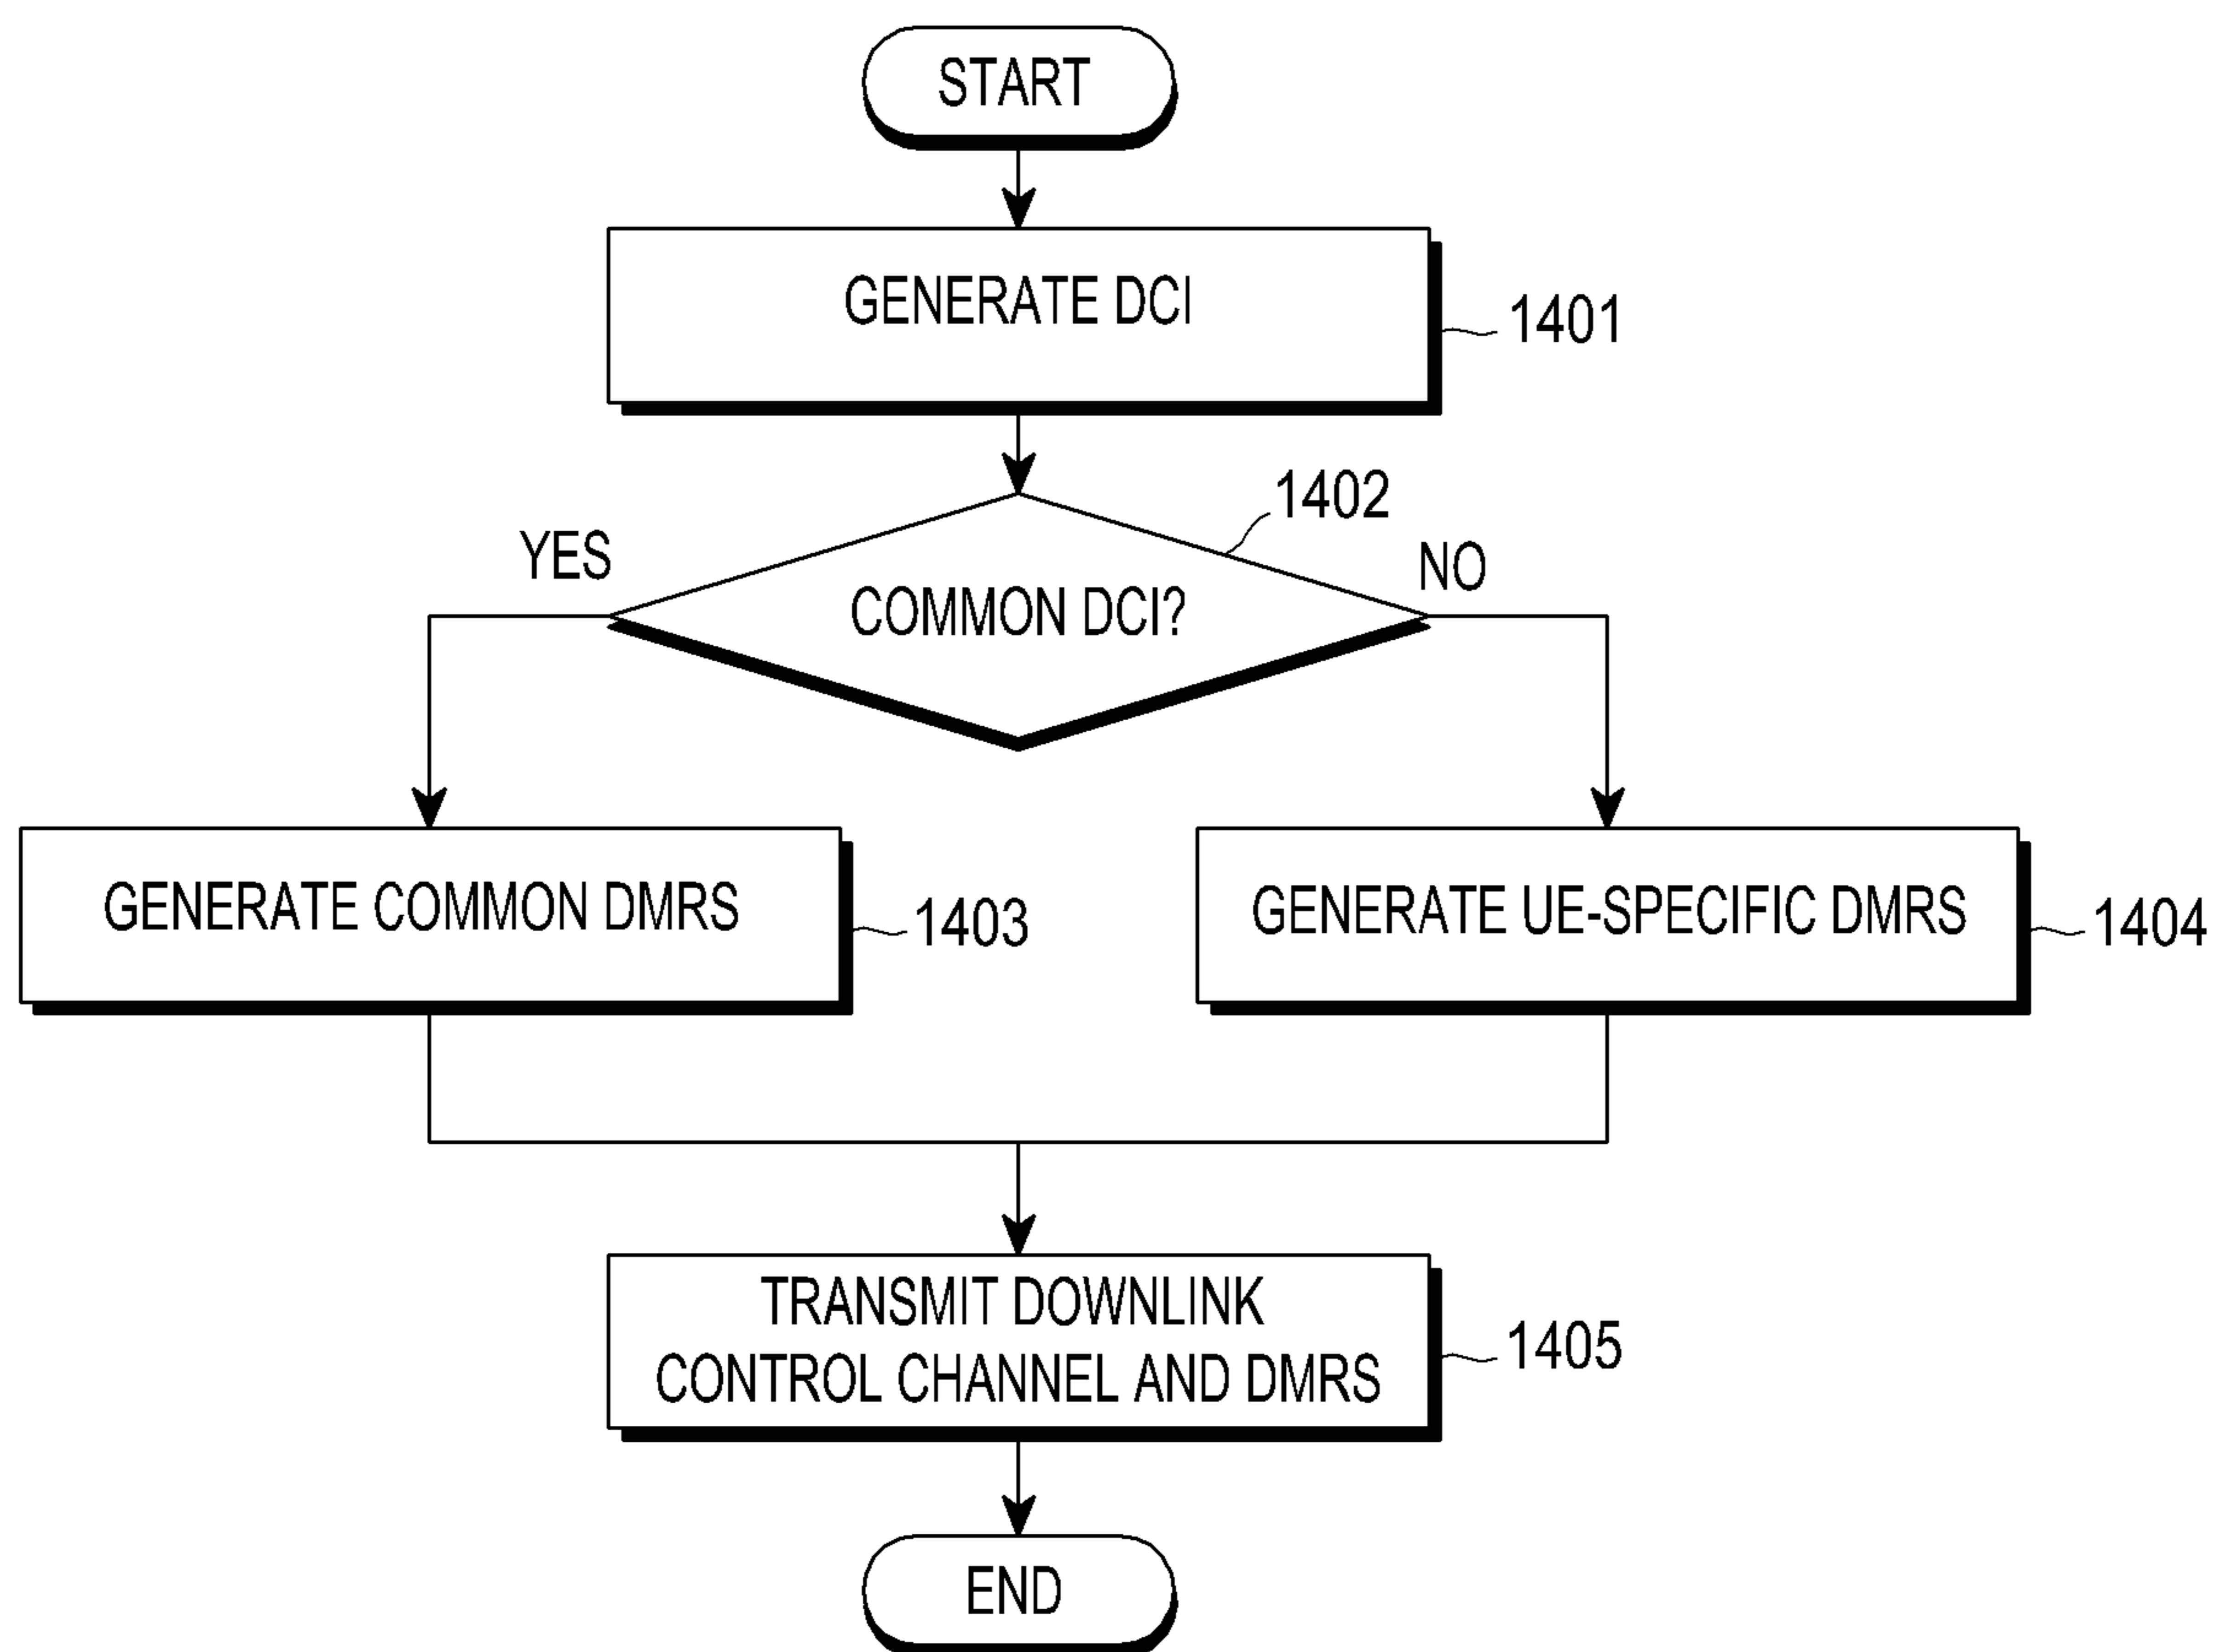 START
GENERATE DCI
1401
1402
YES
NO
COMMON DCI?
GENERATE COMMON DMRS
1403
GENERATE UE-SPECIFIC DMRS
1404
TRANSMIT DOWNLINK
CONTROL CHANNEL AND DMRS
1405
END